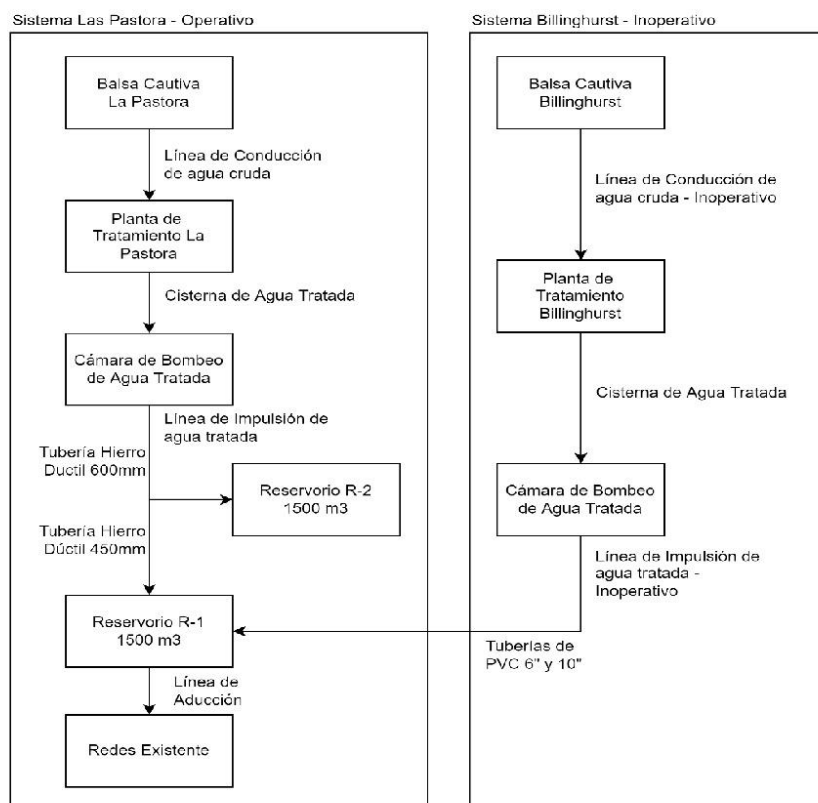 Sistema Las Pastora - Operativo
Balsa Cautiva
La Pastora
Línea de Conducción
de agua cruda
Planta de
Tratamiento La
Pastora
Cisterna de Agua Tratada
Cámara de Bombeo
de Agua Tratada
Línea de Impulsión de
agua tratada
Tubería Hierro
Ductil 600mm
Reservorio R-2
1500 m3
Tubería Hierro
Dúctil 450mm
Reservorio R-1
1500 m3
Línea de
Aducción
Redes Existente
Sistema Billinghurst - Inoperativo
Balsa Cautiva
Billinghurst
Línea de Conducción de
agua cruda - Inoperativo
Planta de
Tratamiento
Billinghurst
Cisterna de Agua Tratada
Cámara de Bombeo
de Agua Tratada
Línea de Impulsión de
agua tratada -
Inoperativo
Tuberías de
PVC 6" y 10"